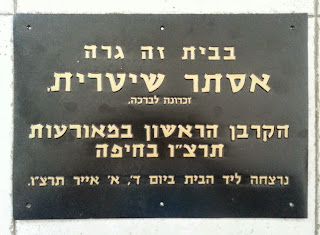 בבית זה גרה
אסתר שיטרית,
זכרונה לברכה,
הקרבן הראשון במאורעות
תרצ"ו בחיפה
נרצחה ליד הבית ביום ד', א' אייר תרצ"ו.